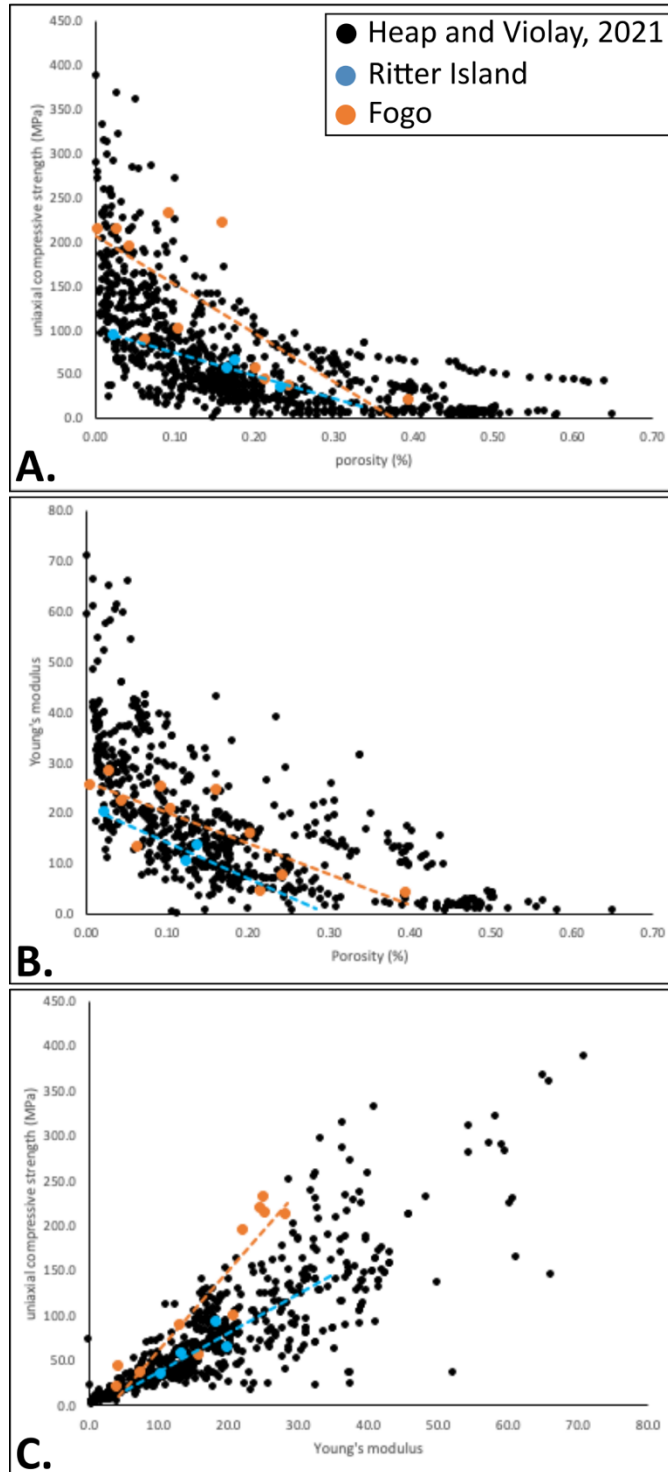 Heap and Violay, 2021
Ritter Island
Fogo
450.0
400.0
350.0
300.0
250.0
200.0
150.0
100.0
50.0
0.0
uniaxial compressive strength (MPa)
0.00 0.10 0.20 0.30 0.40 0.50 0.60 0.70
porosity (%)
A.
80.0
70.0
60.0
50.0
40.0
30.0
20.0
10.0
0.0
Young's modulus
0.00 0.10 0.20 0.30 0.40 0.50 0.60 0.70
Porosity (%)
B.
450.0
400.0
350.0
300.0
250.0
200.0
150.0
100.0
50.0
0.0
uniaxial compressive strength (MPa)
0.0 10.0 20.0 30.0 40.0 50.0 60.0 70.0 80.0
Young's modulus
C.